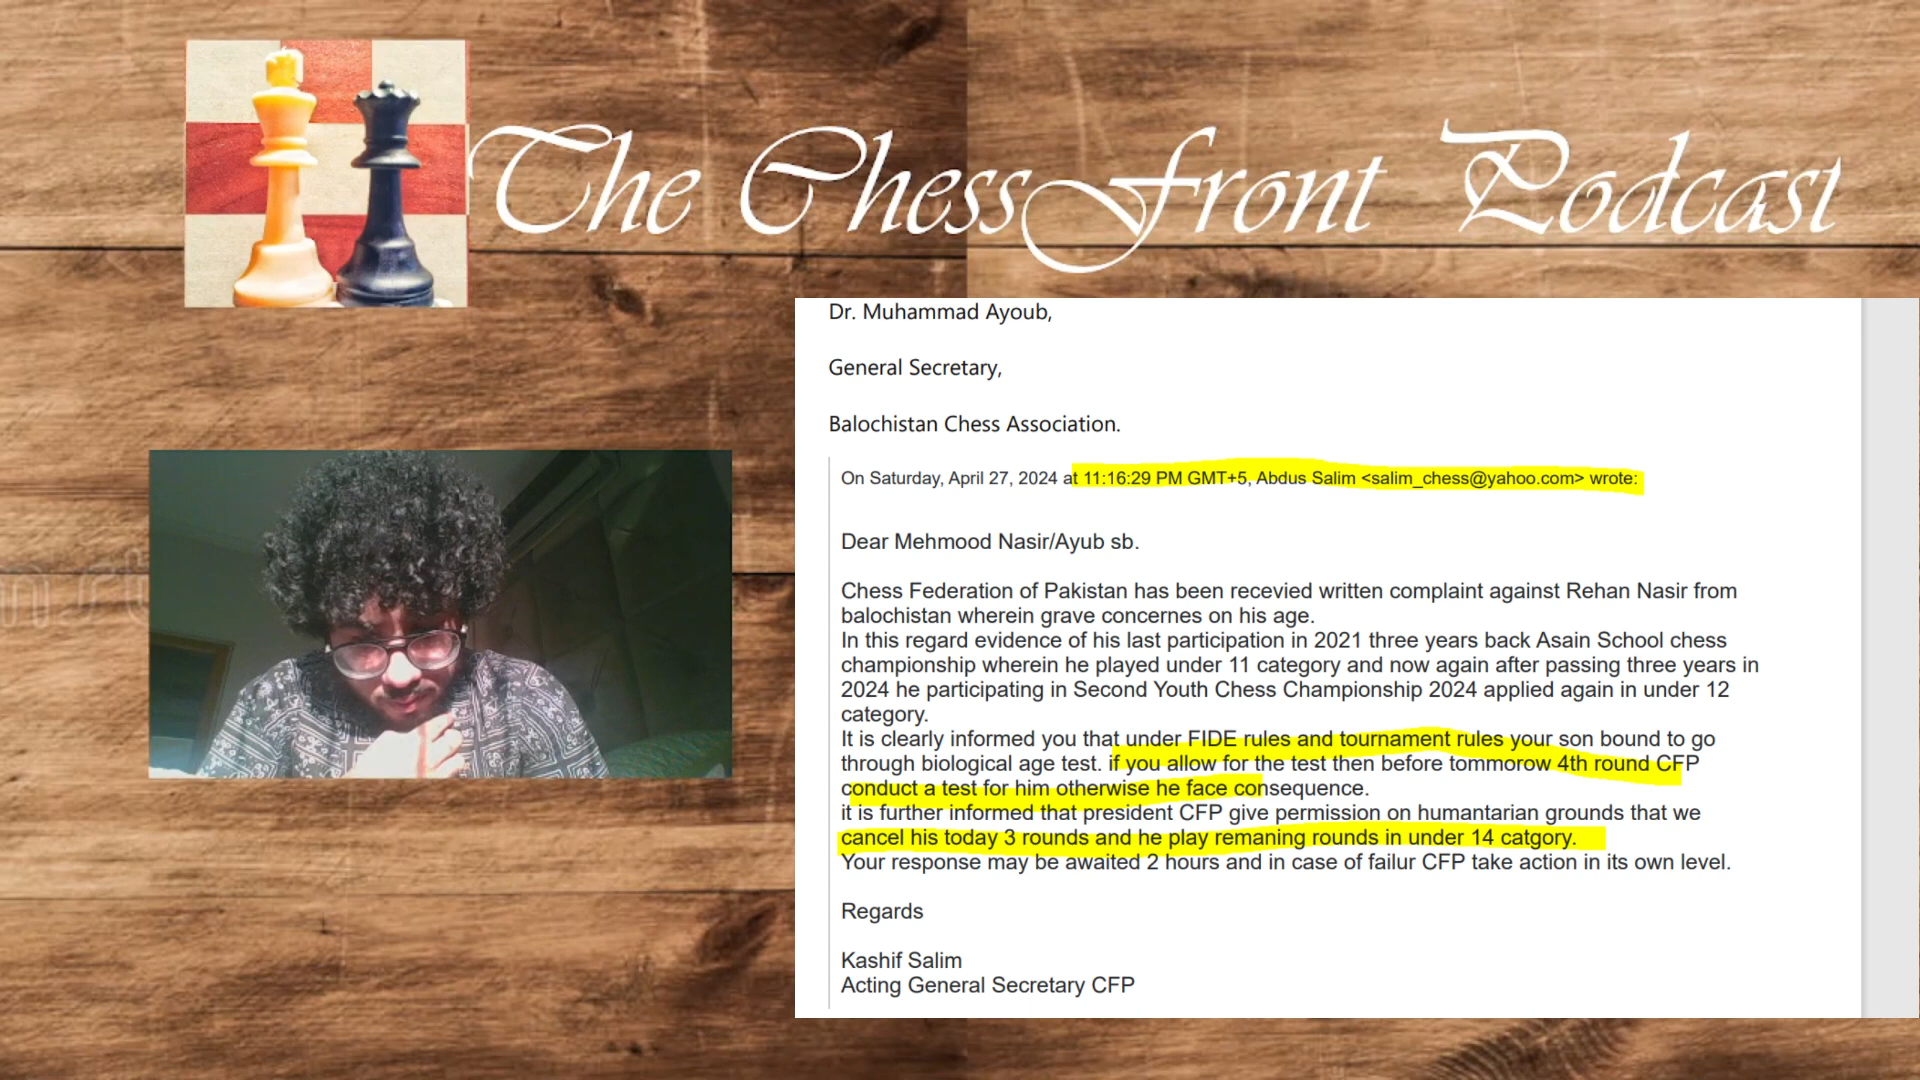 The ChessFront Podcast
Dr. Muhammad Ayoub,
General Secretary,
Balochistan Chess Association.
On Saturday, April 27, 2024 at 11:16:29 PM GMT+5, Abdus Salim <salim_chess@yahoo.com> wrote:
Dear Mehmood Nasir/Ayub sb.
Chess Federation of Pakistan has been recevied written complaint against Rehan Nasir from
balochistan wherein grave concernes on his age.
In this regard evidence of his last participation in 2021 three years back Asain School chess
championship wherein he played under 11 category and now again after passing three years in
2024 he participating in Second Youth Chess Championship 2024 applied again in under 12
category.
It is clearly informed you that under FIDE rules and tournament rules your son bound to go
through biological age test. if you allow for the test then before tommorow 4th round CFP
conduct a test for him otherwise he face consequence.
it is further informed that president CFP give permission on humantarian grounds that we
cancel his today 3 rounds and he play remaning rounds in under 14 catgory.
Your response may be awaited 2 hours and in case of failur CFP take action in its own level.
Regards
Kashif Salim
Acting General Secretary CFP